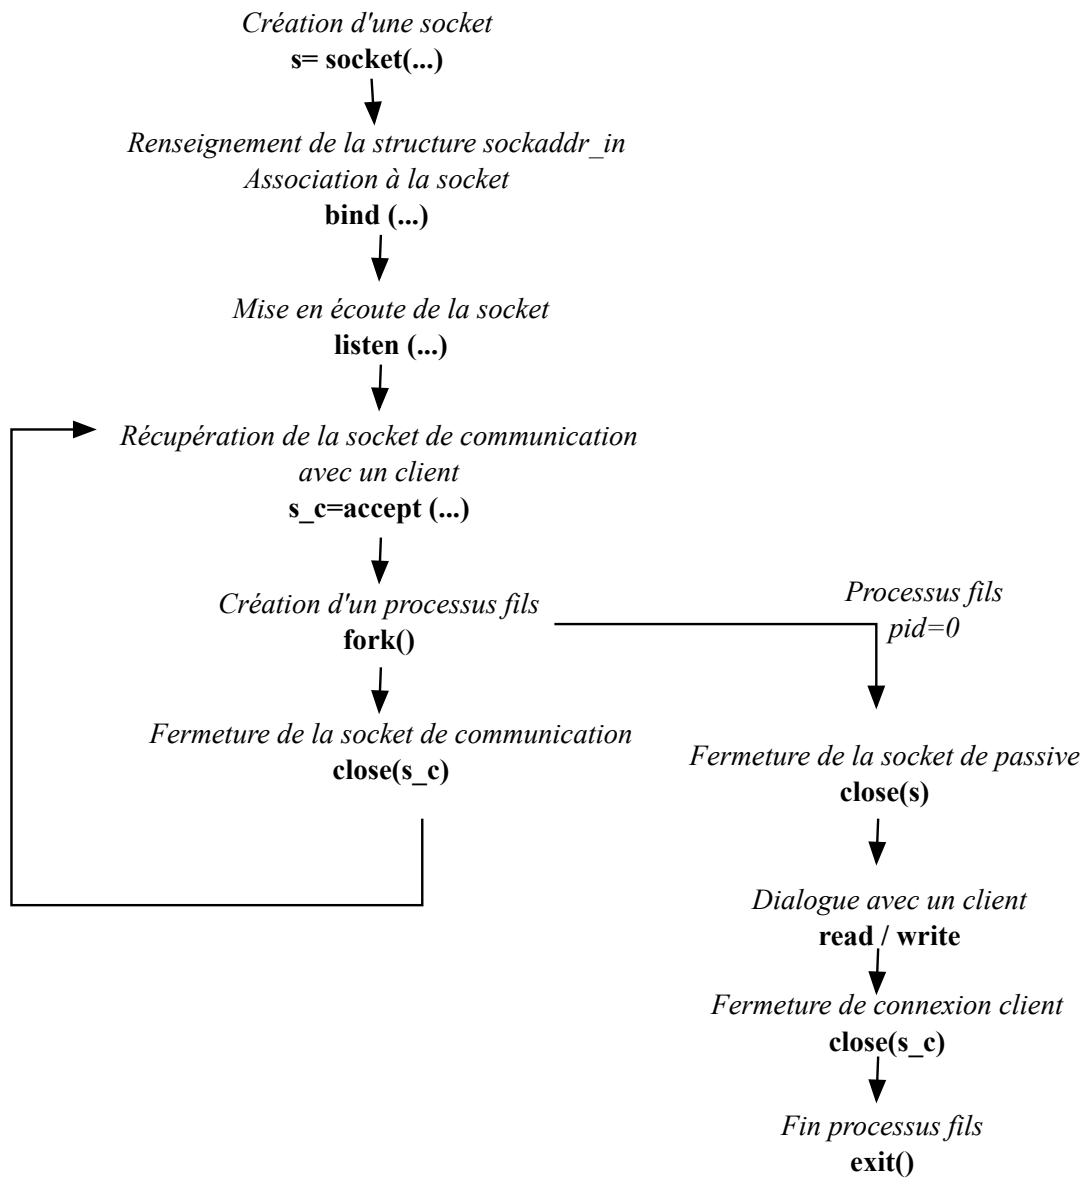 Création d'une socket
s= socket(...)
Renseignement de la structure sockaddr_in
Association à la socket
bind (...)
Mise en écoute de la socket
listen (...)
Récupération de la socket de communication
avec un client
s_c=accept (...)
Création d'un processus fils
fork()
Fermeture de la socket de communication
close(s_c)
Processus fils
pid=0
Fermeture de la socket de passive
close(s)
Dialogue avec un client
read / write
Fermeture de connexion client
close(s_c)
Fin processus fils
exit()